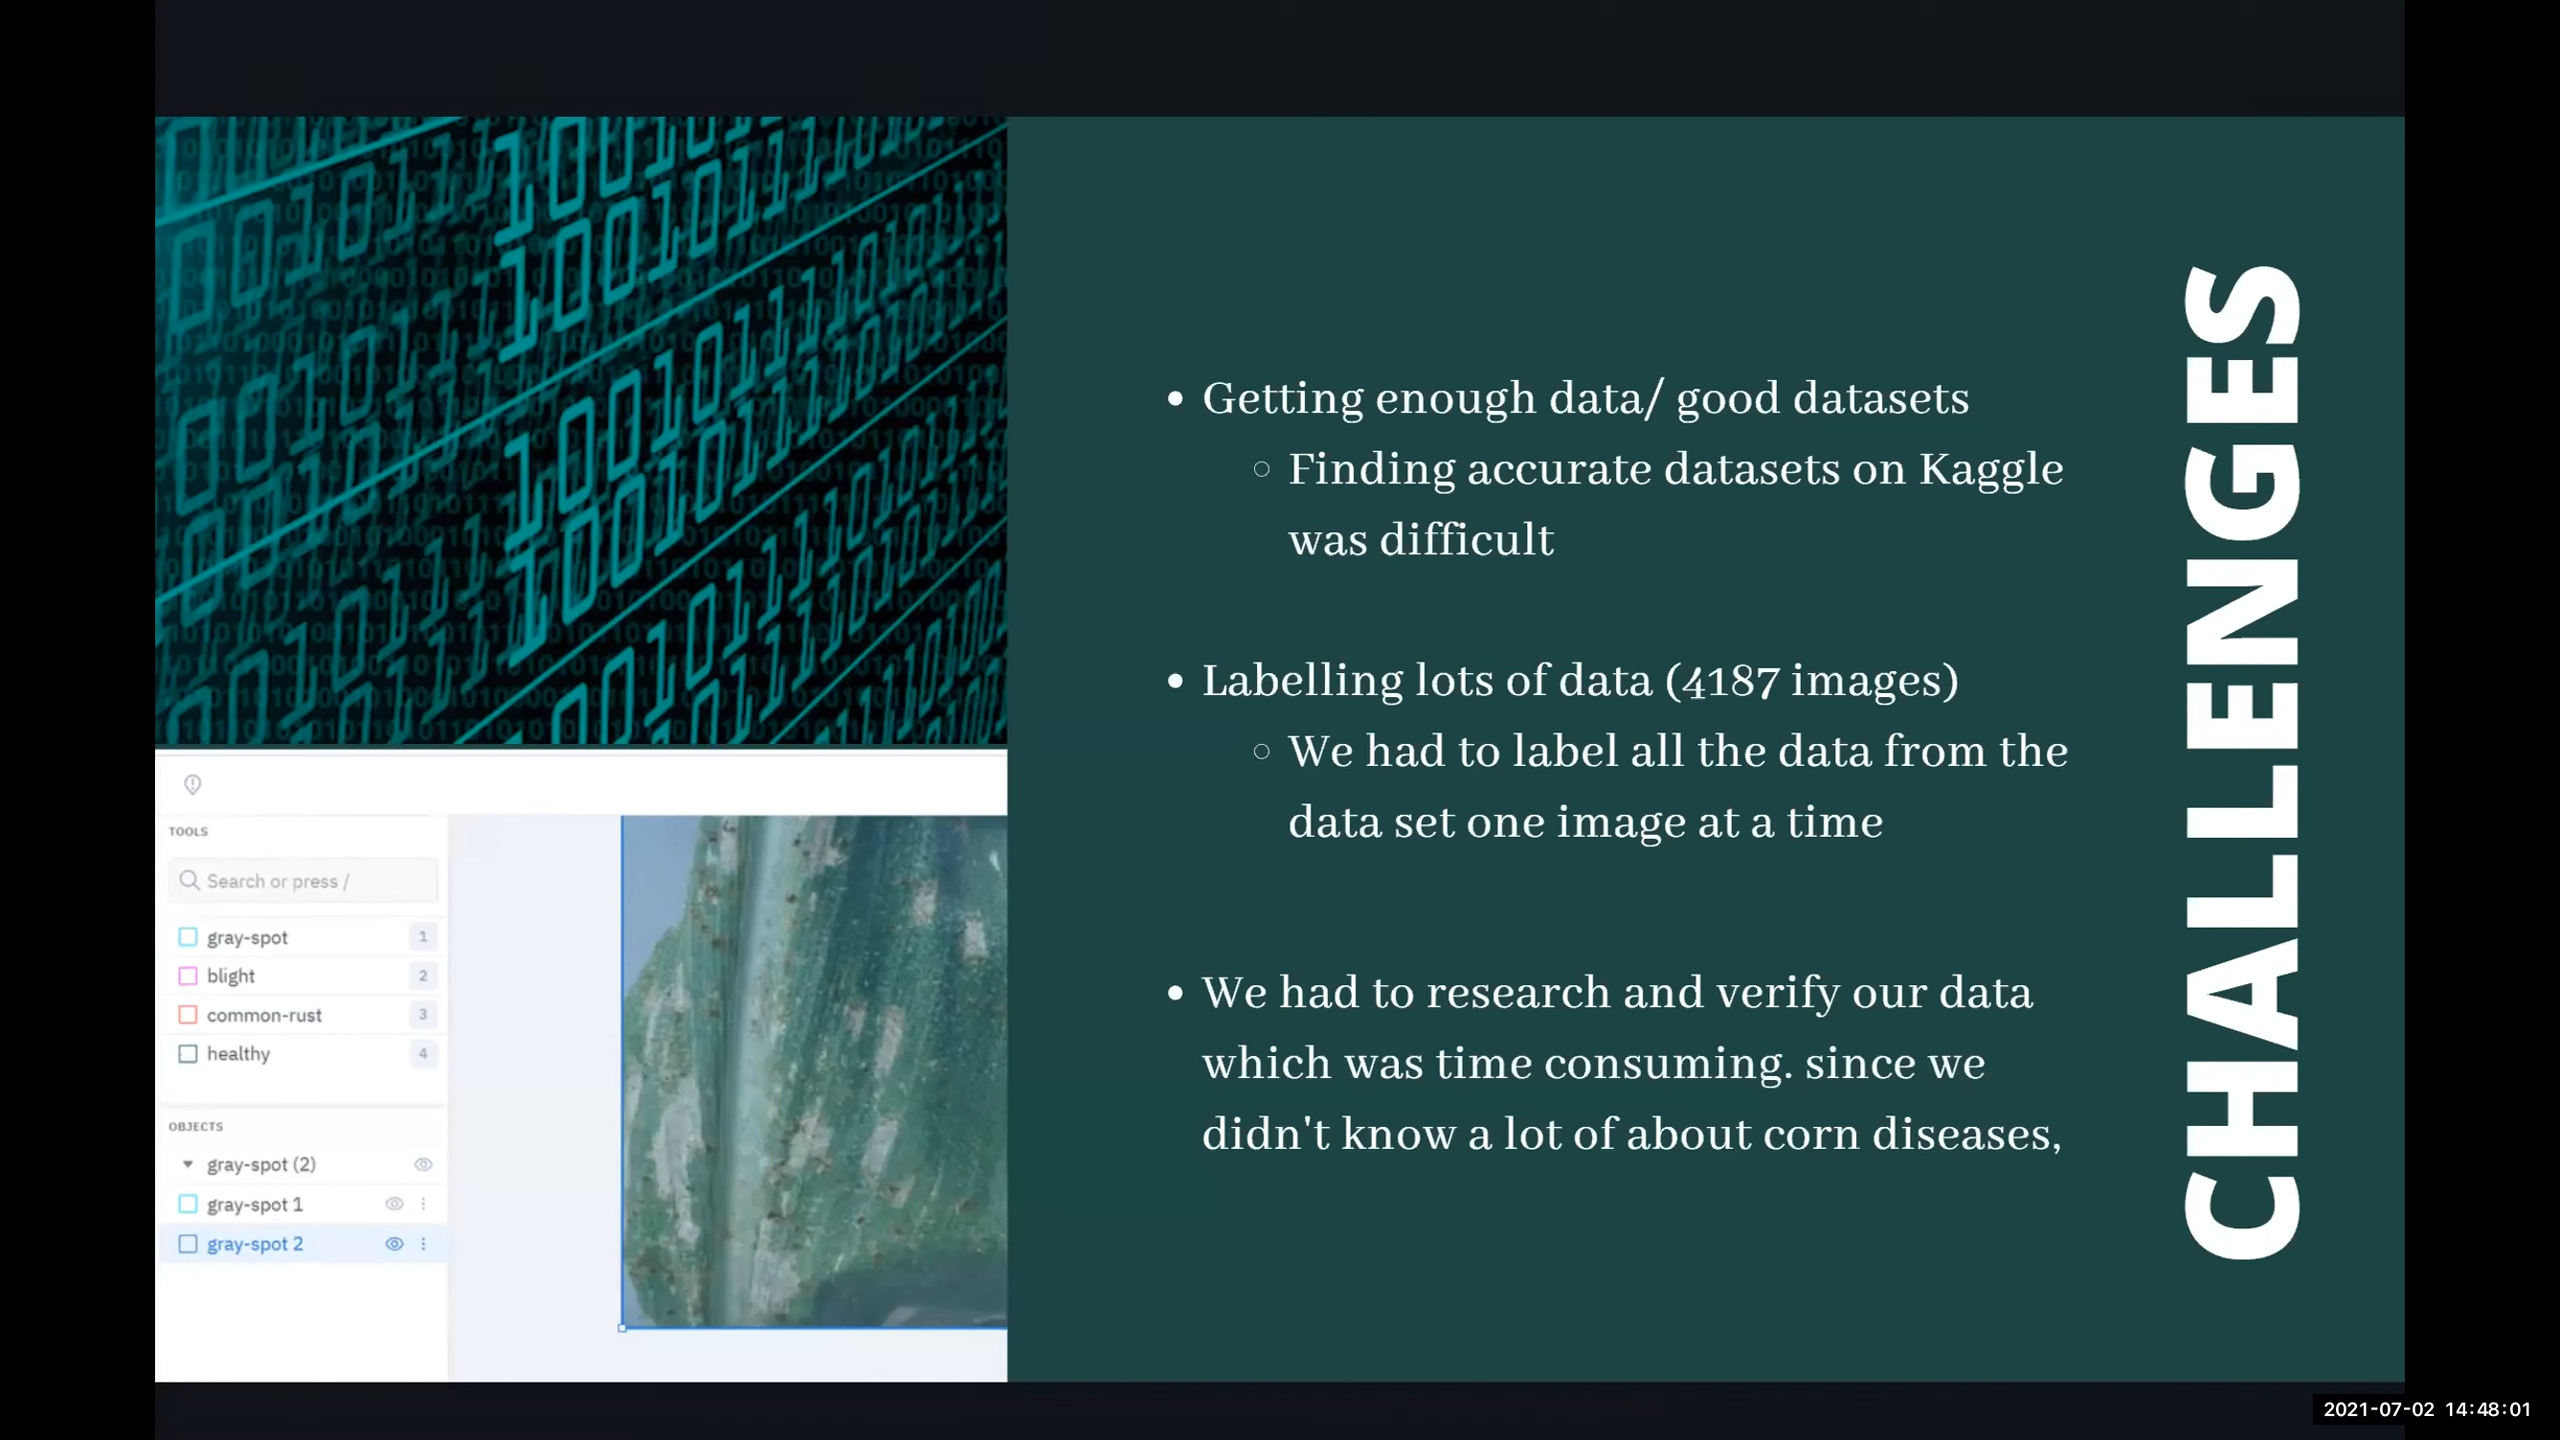 TOOLS
Search or press /
gray-spot 1
blight 2
common-rust 3
healthy 4
OBJECTS
gray-spot (2)
gray-spot 1
gray-spot 2
• Getting enough data/ good datasets
○ Finding accurate datasets on Kaggle
was difficult
• Labelling lots of data (4187 images)
○ We had to label all the data from the
data set one image at a time
• We had to research and verify our data
which was time consuming. since we
didn't know a lot of about corn diseases,
CHALLENGES
2021-07-02 14:48:01